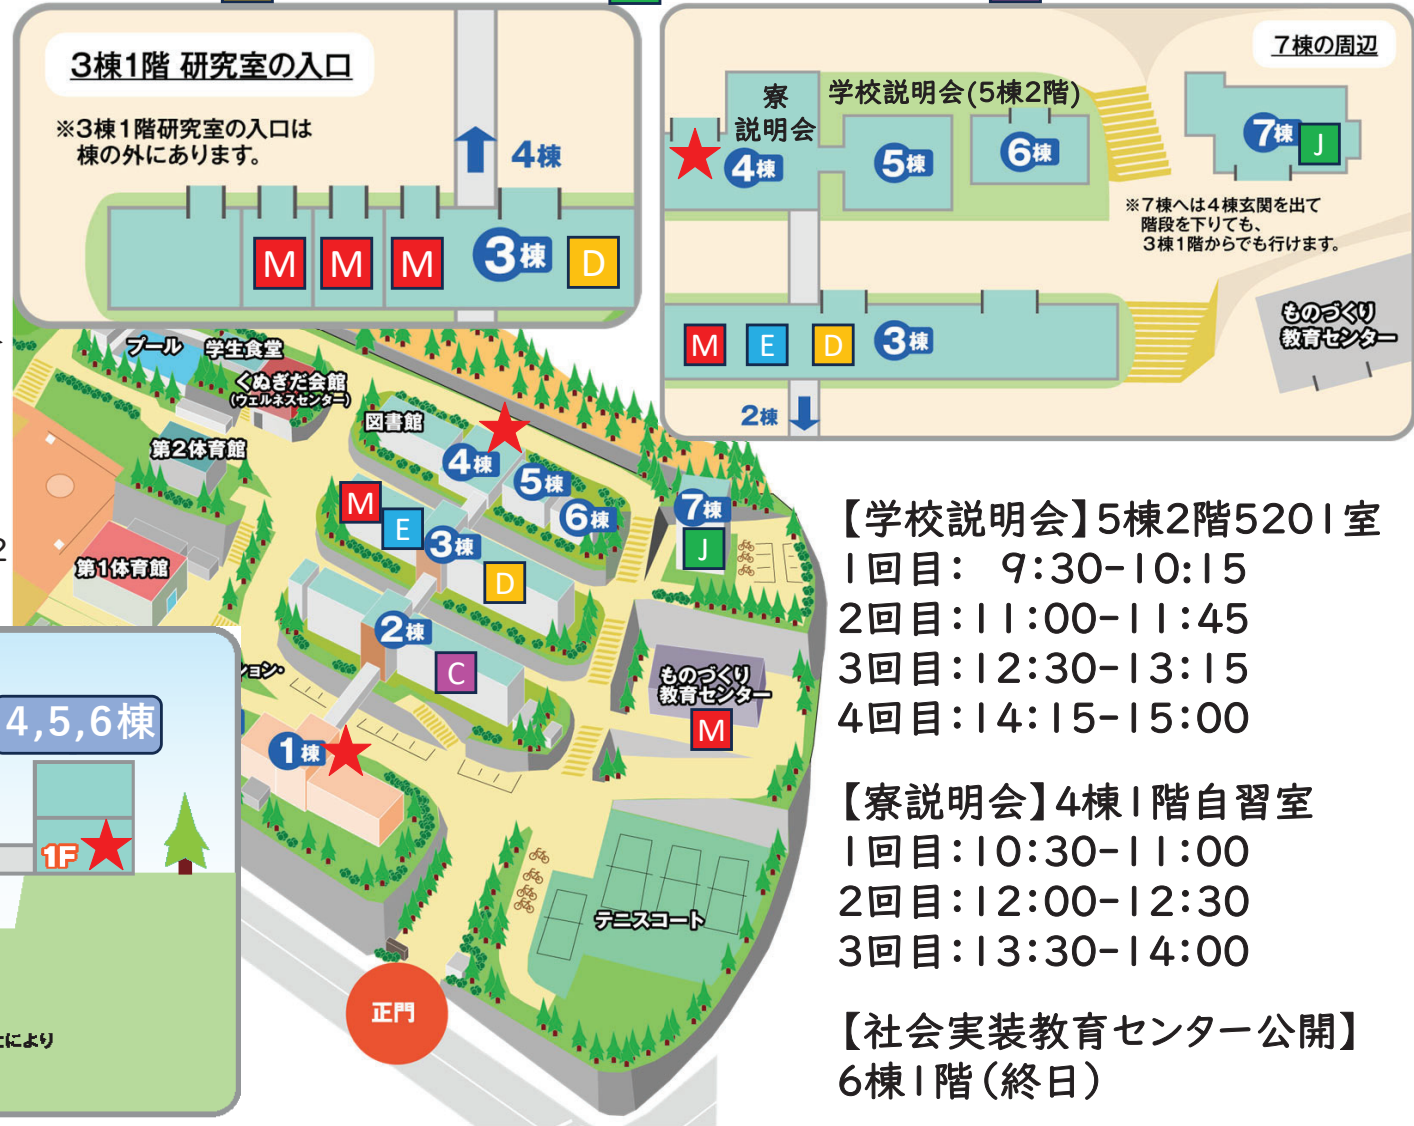 3棟1階 研究室の入口
※3棟1階研究室の入口は
棟の外にあります。
4棟
M
M
M
3棟
D
7棟の周辺
寮
説明会
学校説明会(5棟2階)
4棟
5棟
6棟
7棟
J
※7棟へは4棟玄関を出て
階段を下りても、
3棟1階からでも行けます。
ものづくり
教育センター
M
E
D
3棟
2棟
プール
学生食堂
くぬぎだ会館
(ウェルネスセンター)
図書館
第2体育館
4棟
5棟
6棟
7棟
J
M
E
3棟
D
第1体育館
2棟
C
ものづくり
教育センター
M
ション・
1棟
4,5,6棟
1F
テニスコート
正門
により
【学校説明会】5棟2階5201室
1回目: 9:30-10:15
2回目:11:00-11:45
3回目:12:30-13:15
4回目:14:15-15:00
【寮説明会】4棟1階自習室
1回目:10:30-11:00
2回目:12:00-12:30
3回目:13:30-14:00
【社会実装教育センター公開】
6棟1階(終日)